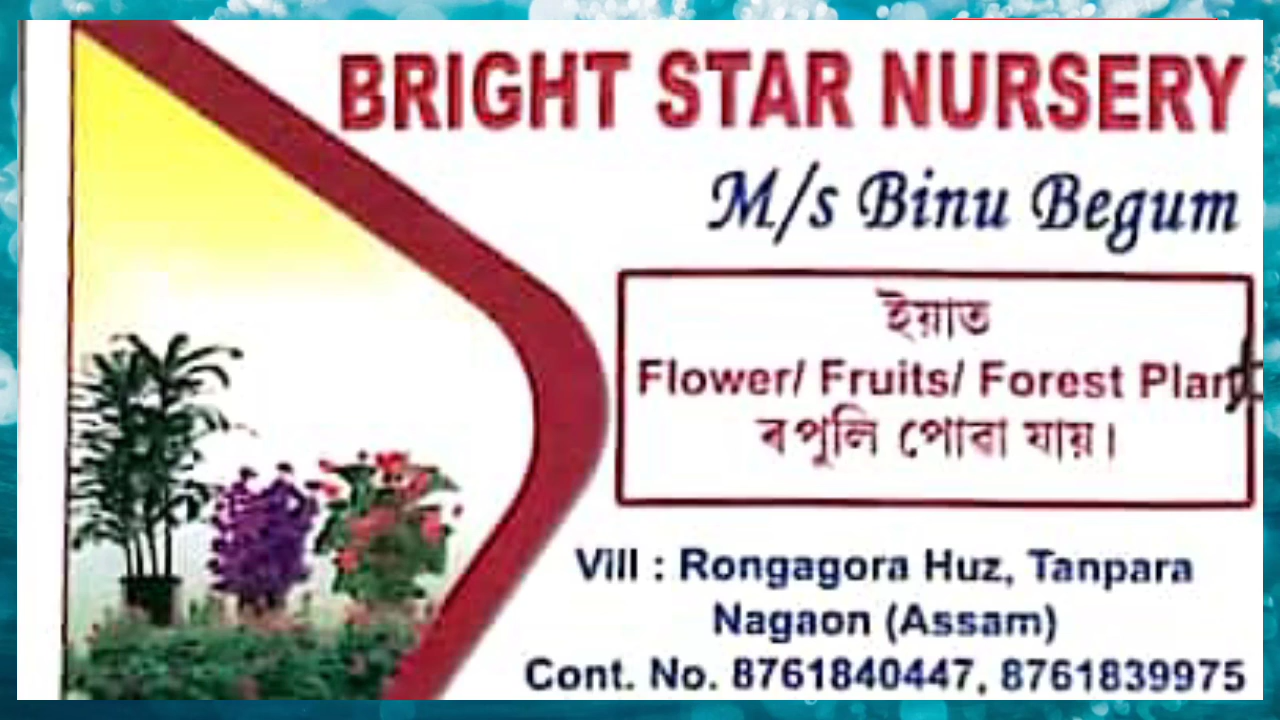 BRIGHT STAR NURSERY
M/s Binu Begum
ইয়াত
Flower/ Fruits/ Forest Plant
ৰপুলি পোৱা যায়।
Vill : Rongagora Huz, Tanpara
Nagaon (Assam)
Cont. No. 8761840447, 8761839975